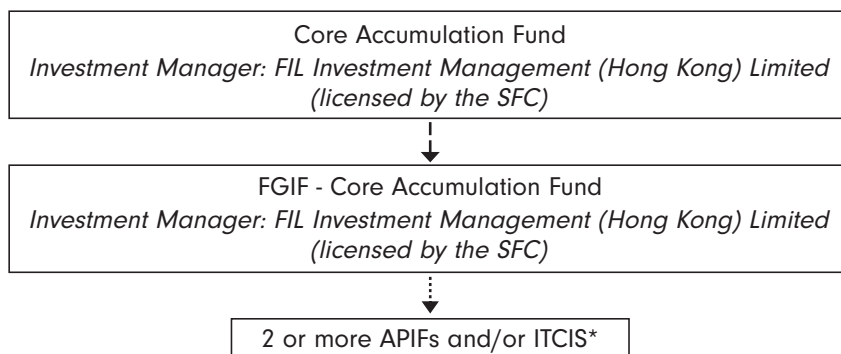 Core Accumulation Fund
Investment Manager: FIL Investment Management (Hong Kong) Limited
(licensed by the SFC)
FGIF - Core Accumulation Fund
Investment Manager: FIL Investment Management (Hong Kong) Limited
(licensed by the SFC)
2 or more APIFs and/or ITCIS*